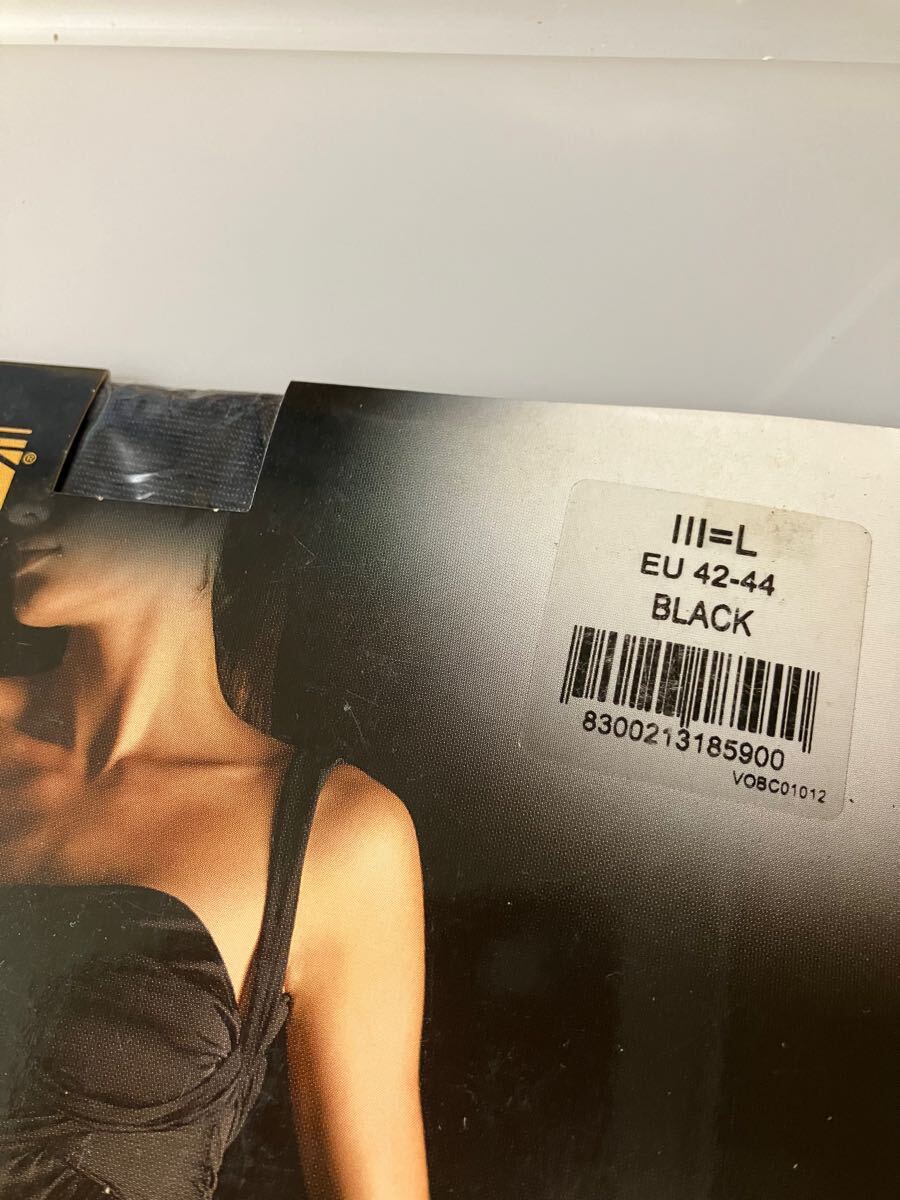 ®
III=L
EU 42-44
BLACK
8300213185900
VOBC01012